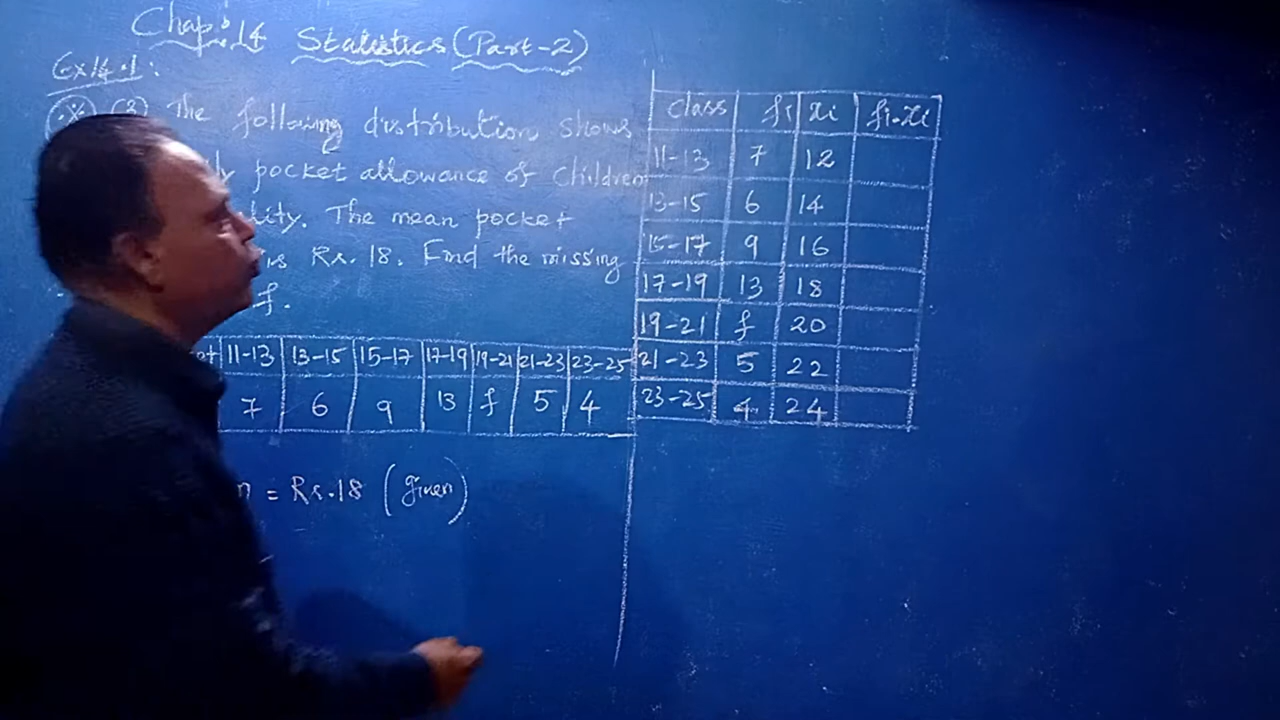 Chap. 14 Statistics (Part-2)
Ex 14.1:
(3) The following distribution shows
pocket allowance of children
The mean pocket
is Rs. 18. Find the missing
f.
11-13 13-15 15-17 17-19 19-21 21-23 23-25
7 6 9 13 f 5 4
= Rs.18 (given)
class fi xi fi.xi
11-13 7 12
13-15 6 14
15-17 9 16
17-19 13 18
19-21 f 20
21-23 5 22
23-25 4 24